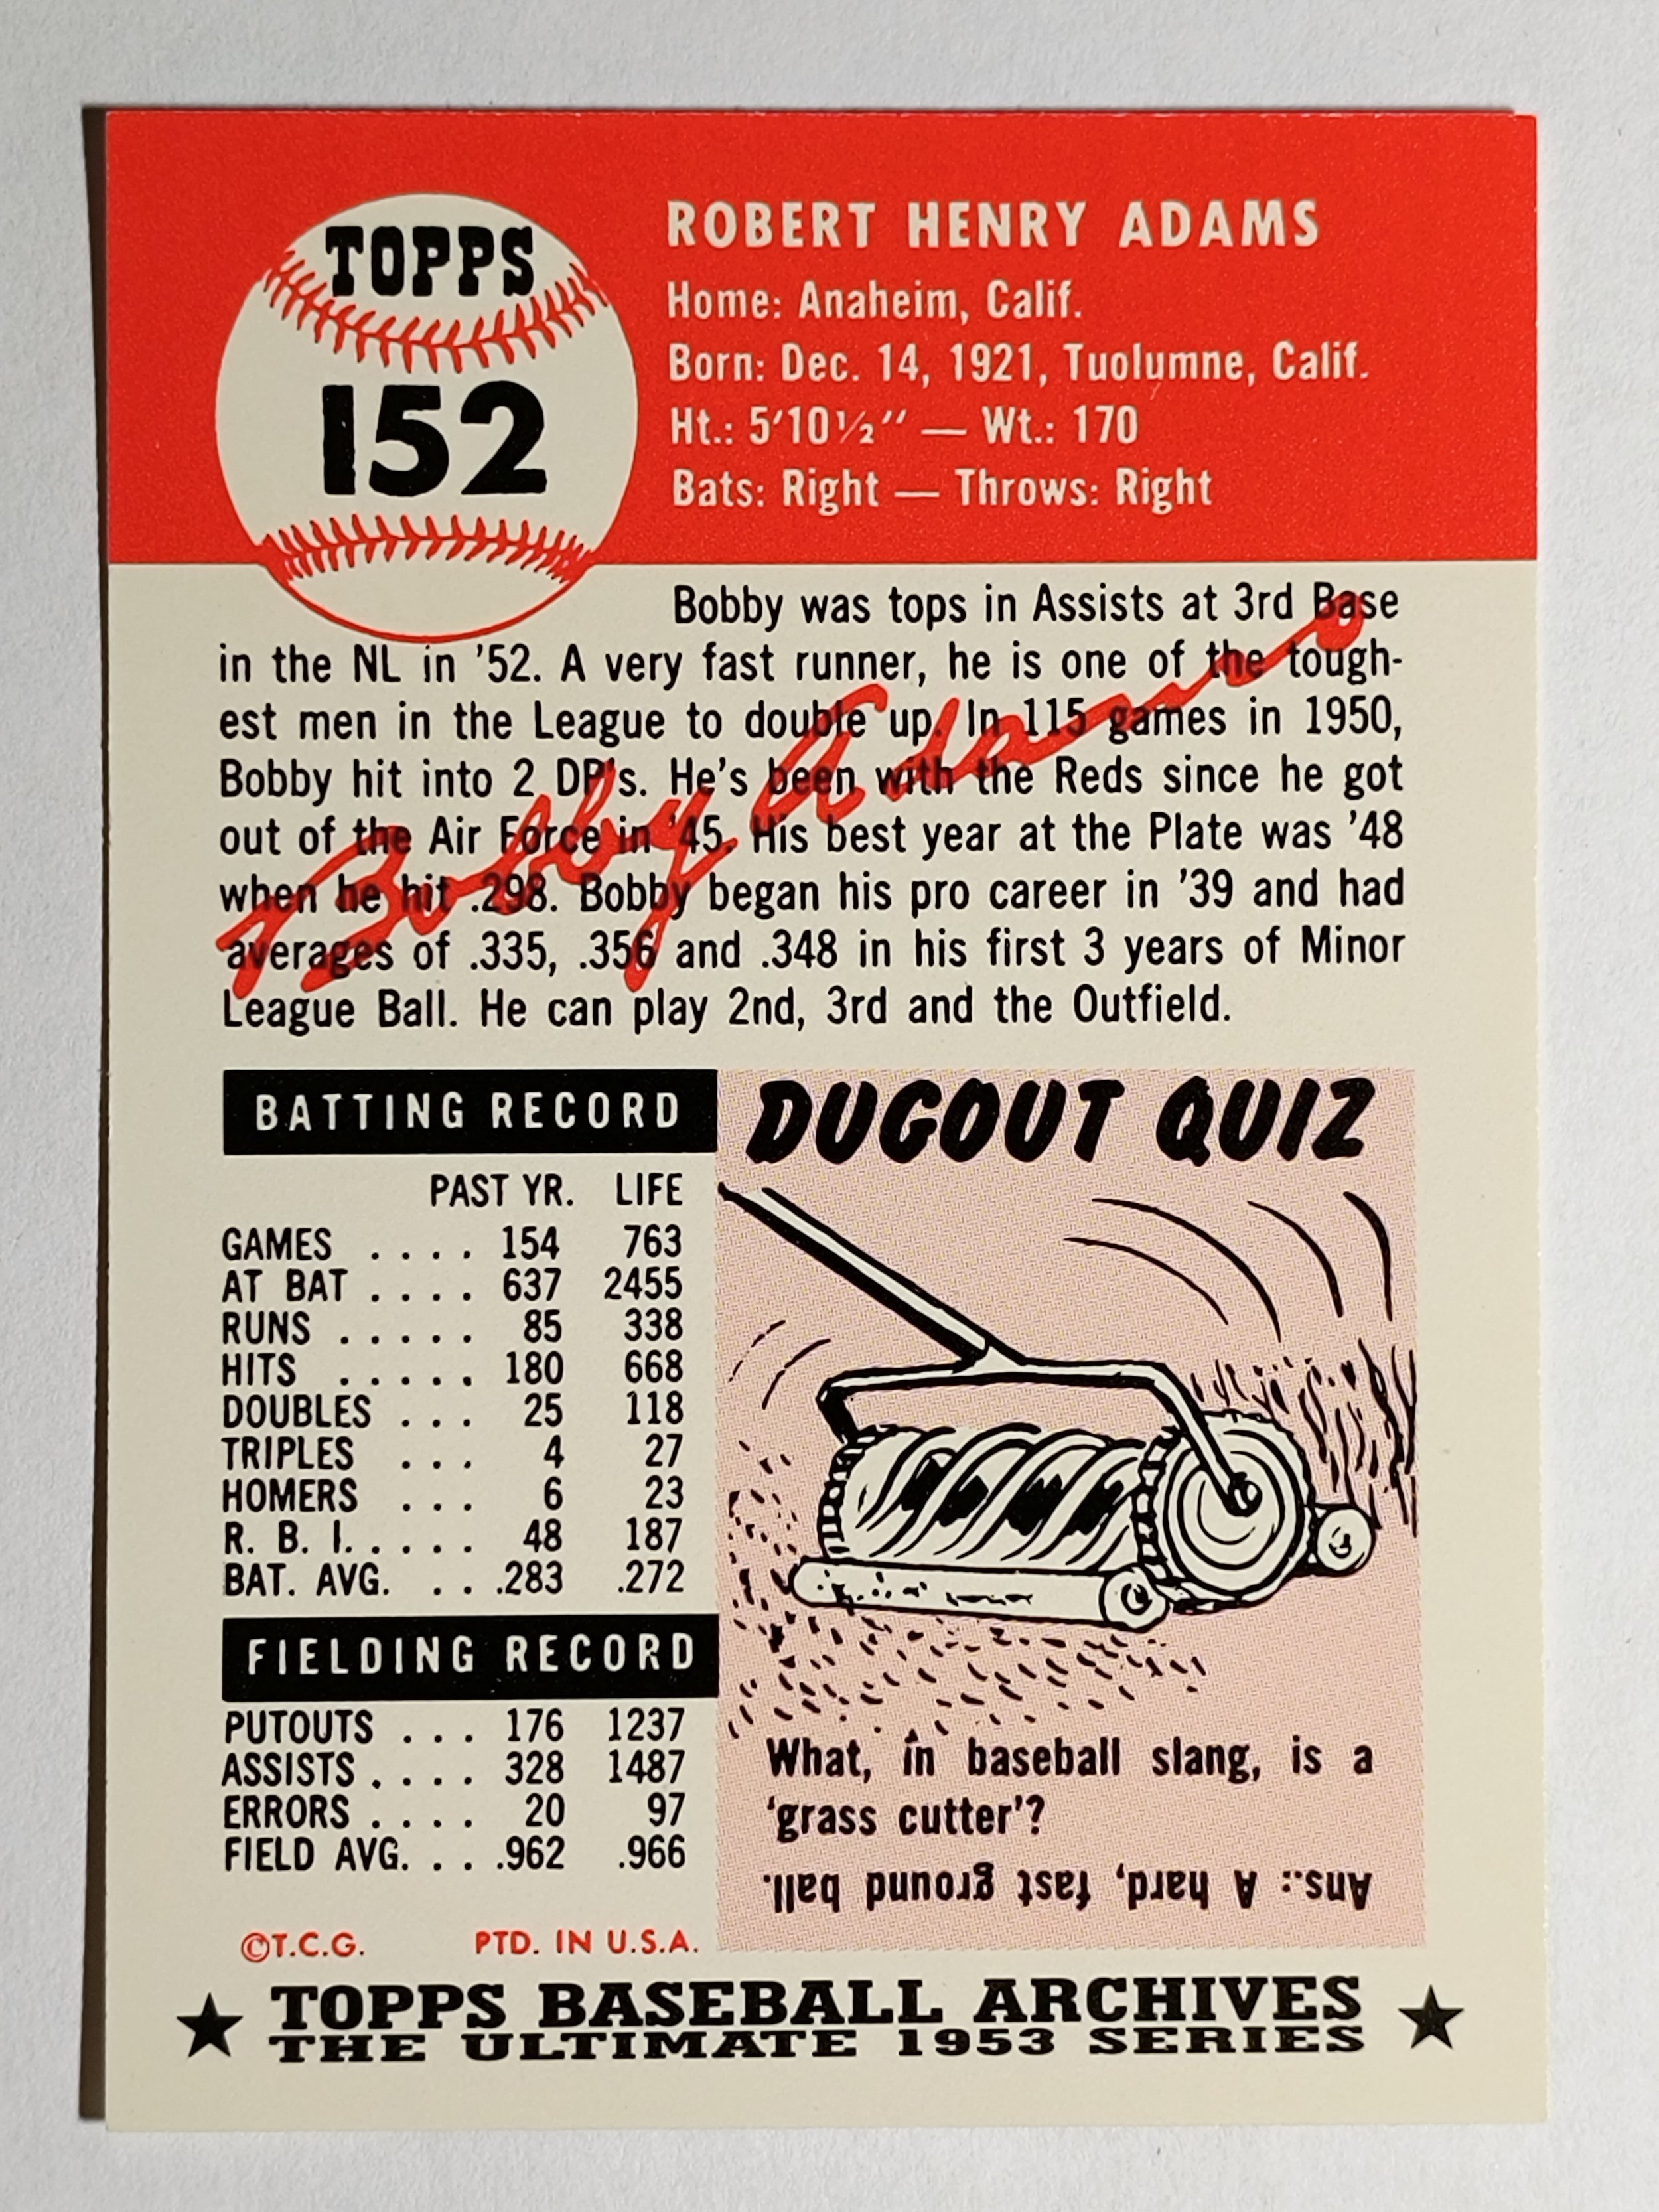 TOPPS
152
ROBERT HENRY ADAMS
Home: Anaheim, Calif.
Born: Dec. 14, 1921, Tuolumne, Calif.
Ht.: 5'10½" — Wt.: 170
Bats: Right — Throws: Right
Bobby was tops in Assists at 3rd Base
in the NL in '52. A very fast runner, he is one of the tough-
est men in the League to double up. In 115 games in 1950,
Bobby hit into 2 DP's. He's been with the Reds since he got
out of the Air Force in '45. His best year at the Plate was '48
when he hit .298. Bobby began his pro career in '39 and had
averages of .335, .356 and .348 in his first 3 years of Minor
League Ball. He can play 2nd, 3rd and the Outfield.
Bobby Adams
BATTING RECORD
PAST YR. LIFE
GAMES .... 154 763
AT BAT .... 637 2455
RUNS ..... 85 338
HITS ..... 180 668
DOUBLES ... 25 118
TRIPLES ... 4 27
HOMERS ... 6 23
R. B. I. .... 48 187
BAT. AVG. .. .283 .272
FIELDING RECORD
PUTOUTS ... 176 1237
ASSISTS .... 328 1487
ERRORS .... 20 97
FIELD AVG. .. .962 .966
©T.C.G. PTD. IN U.S.A.
DUGOUT QUIZ
What, in baseball slang, is a
'grass cutter'?
Ans.: A hard, fast ground ball.
★ TOPPS BASEBALL ARCHIVES ★
THE ULTIMATE 1953 SERIES